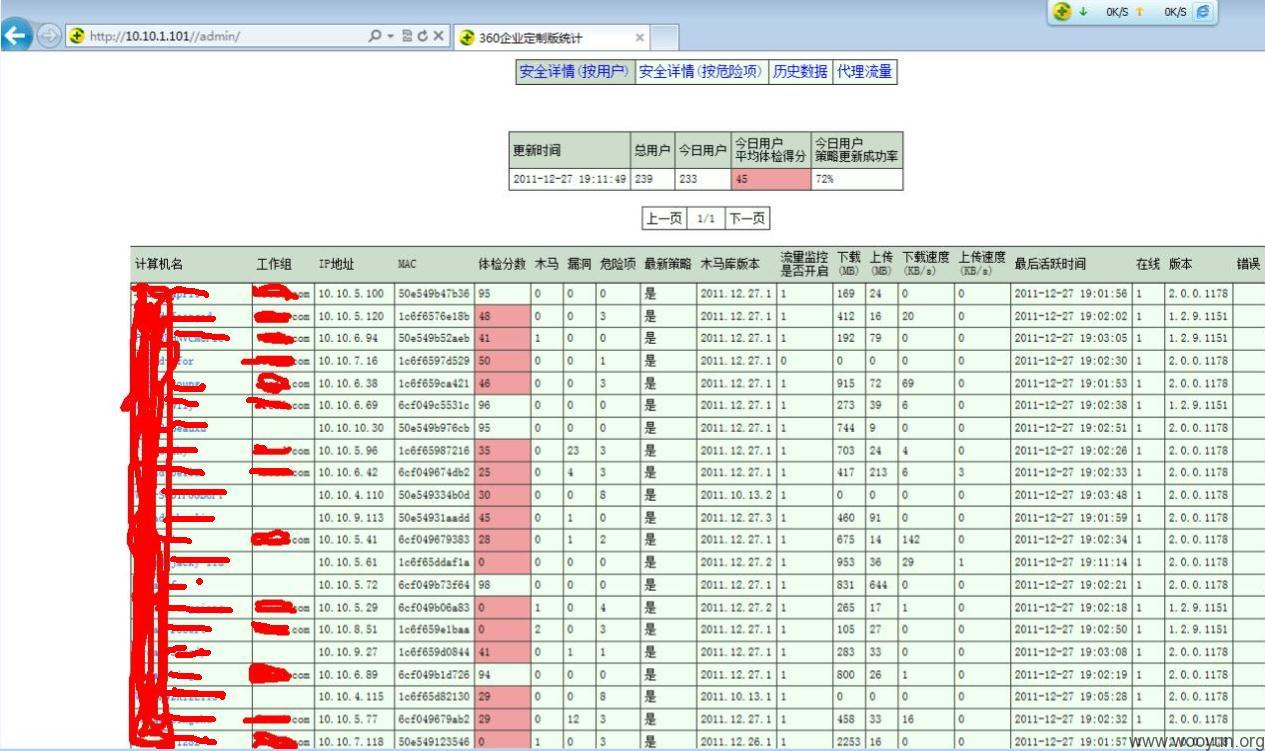 0K/S 0K/S
http://10.10.1.101//admin/ 360企业定制版统计
安全详情(按用户) 安全详情(按危险项) 历史数据 代理流量
更新时间 总用户 今日用户 今日用户平均体检得分 今日用户策略更新成功率
2011-12-27 19:11:49 239 233 45 72%
上一页 1/1 下一页
计算机名 工作组 IP地址 MAC 体检分数 木马 漏洞 危险项 最新策略 木马库版本 流量监控是否开启 下载(MB) 上传(MB) 下载速度(KB/s) 上传速度(KB/s) 最后活跃时间 在线 版本 错误
com 10.10.5.100 50e549b47b36 95 0 0 0 是 2011.12.27.1 1 169 24 0 0 2011-12-27 19:01:56 1 2.0.0.1178
com 10.10.5.120 1c6f6576e18b 48 0 0 3 是 2011.12.27.1 1 412 16 20 0 2011-12-27 19:02:02 1 1.2.9.1151
com 10.10.6.94 50e549b52aeb 41 1 0 0 是 2011.12.27.1 1 192 79 0 0 2011-12-27 19:03:05 1 1.2.9.1151
com 10.10.7.16 1c6f6597d529 50 0 0 1 是 2011.12.27.1 0 0 0 0 0 2011-12-27 19:02:30 1 2.0.0.1178
com 10.10.6.38 1c6f659ca421 46 0 0 3 是 2011.12.27.1 1 915 72 69 0 2011-12-27 19:01:53 1 2.0.0.1178
com 10.10.6.69 6cf049c5531c 96 0 0 0 是 2011.12.27.1 1 273 39 6 0 2011-12-27 19:02:38 1 1.2.9.1151
10.10.10.30 50e549b976cb 95 0 0 0 是 2011.12.27.1 1 744 9 0 0 2011-12-27 19:02:51 1 2.0.0.1178
com 10.10.5.96 1c6f65987216 35 0 23 3 是 2011.12.27.1 1 703 24 4 0 2011-12-27 19:02:26 1 2.0.0.1178
com 10.10.6.42 6cf049674db2 25 0 4 3 是 2011.12.27.1 1 417 213 6 3 2011-12-27 19:02:33 1 2.0.0.1178
10.10.4.110 50e549334b0d 30 0 0 8 是 2011.10.13.2 1 0 0 0 0 2011-12-27 19:03:48 1 2.0.0.1178
10.10.9.113 50e54931aadd 45 0 1 0 是 2011.12.27.3 1 460 91 0 0 2011-12-27 19:01:59 1 2.0.0.1178
com 10.10.5.41 6cf049679383 28 0 1 2 是 2011.12.27.1 1 675 14 142 0 2011-12-27 19:02:34 1 2.0.0.1178
10.10.5.61 1c6f65ddaf1a 0 0 0 0 是 2011.12.27.2 1 953 36 29 1 2011-12-27 19:11:14 1 2.0.0.1178
10.10.5.72 6cf049b73f64 98 0 0 0 是 2011.12.27.1 1 831 644 0 0 2011-12-27 19:02:21 1 2.0.0.1178
com 10.10.5.29 6cf049b06a83 0 1 0 4 是 2011.12.27.2 1 265 17 1 0 2011-12-27 19:02:18 1 1.2.9.1151
com 10.10.8.51 1c6f659e1baa 0 2 0 3 是 2011.12.27.1 1 105 27 0 0 2011-12-27 19:02:50 1 1.2.9.1151
10.10.9.27 1c6f659d0844 41 0 1 1 是 2011.12.27.1 1 283 33 0 0 2011-12-27 19:03:08 1 2.0.0.1178
com 10.10.6.89 6cf049b1d726 94 0 0 0 是 2011.12.27.1 1 800 26 1 0 2011-12-27 19:02:19 1 2.0.0.1178
10.10.4.115 1c6f65d82130 29 0 0 8 是 2011.10.13.1 1 0 0 0 0 2011-12-27 19:05:28 1 2.0.0.1178
com 10.10.5.77 6cf049679ab2 29 0 12 3 是 2011.12.27.1 1 458 33 16 0 2011-12-27 19:02:32 1 2.0.0.1178
com 10.10.7.118 50e549123546 0 1 0 3 是 2011.12.26.1 1 2253 16 0 0 2011-12-27 19:01:57 1 2.0.0.1178
www.wooyun.org